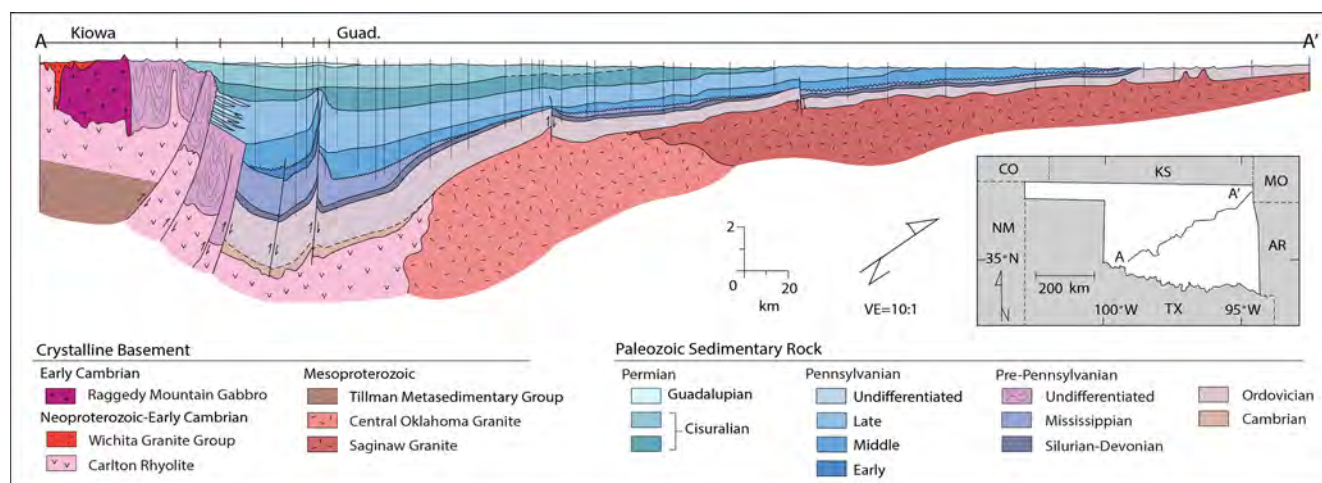 Kiowa Guad.
A A'
2
0 20
km
VE=10:1
N
CO KS MO
A'
NM AR
A
35°N
200 km
N 100°W TX 95°W
Crystalline Basement
Early Cambrian
Raggedy Mountain Gabbro
Neoproterozoic-Early Cambrian
Wichita Granite Group
Carlton Rhyolite
Mesoproterozoic
Tillman Metasedimentary Group
Central Oklahoma Granite
Saginaw Granite
Paleozoic Sedimentary Rock
Permian
Guadalupian
Cisuralian
Pennsylvanian
Undifferentiated
Late
Middle
Early
Pre-Pennsylvanian
Undifferentiated
Mississippian
Silurian-Devonian
Ordovician
Cambrian